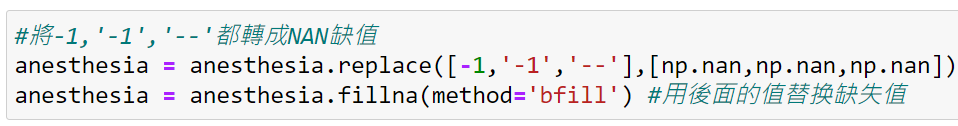 #將-1,'-1','--'都轉成NAN缺值
anesthesia = anesthesia.replace([-1,'-1','--'],[np.nan,np.nan,np.nan])
anesthesia = anesthesia.fillna(method='bfill') #用後面的值替換缺失值